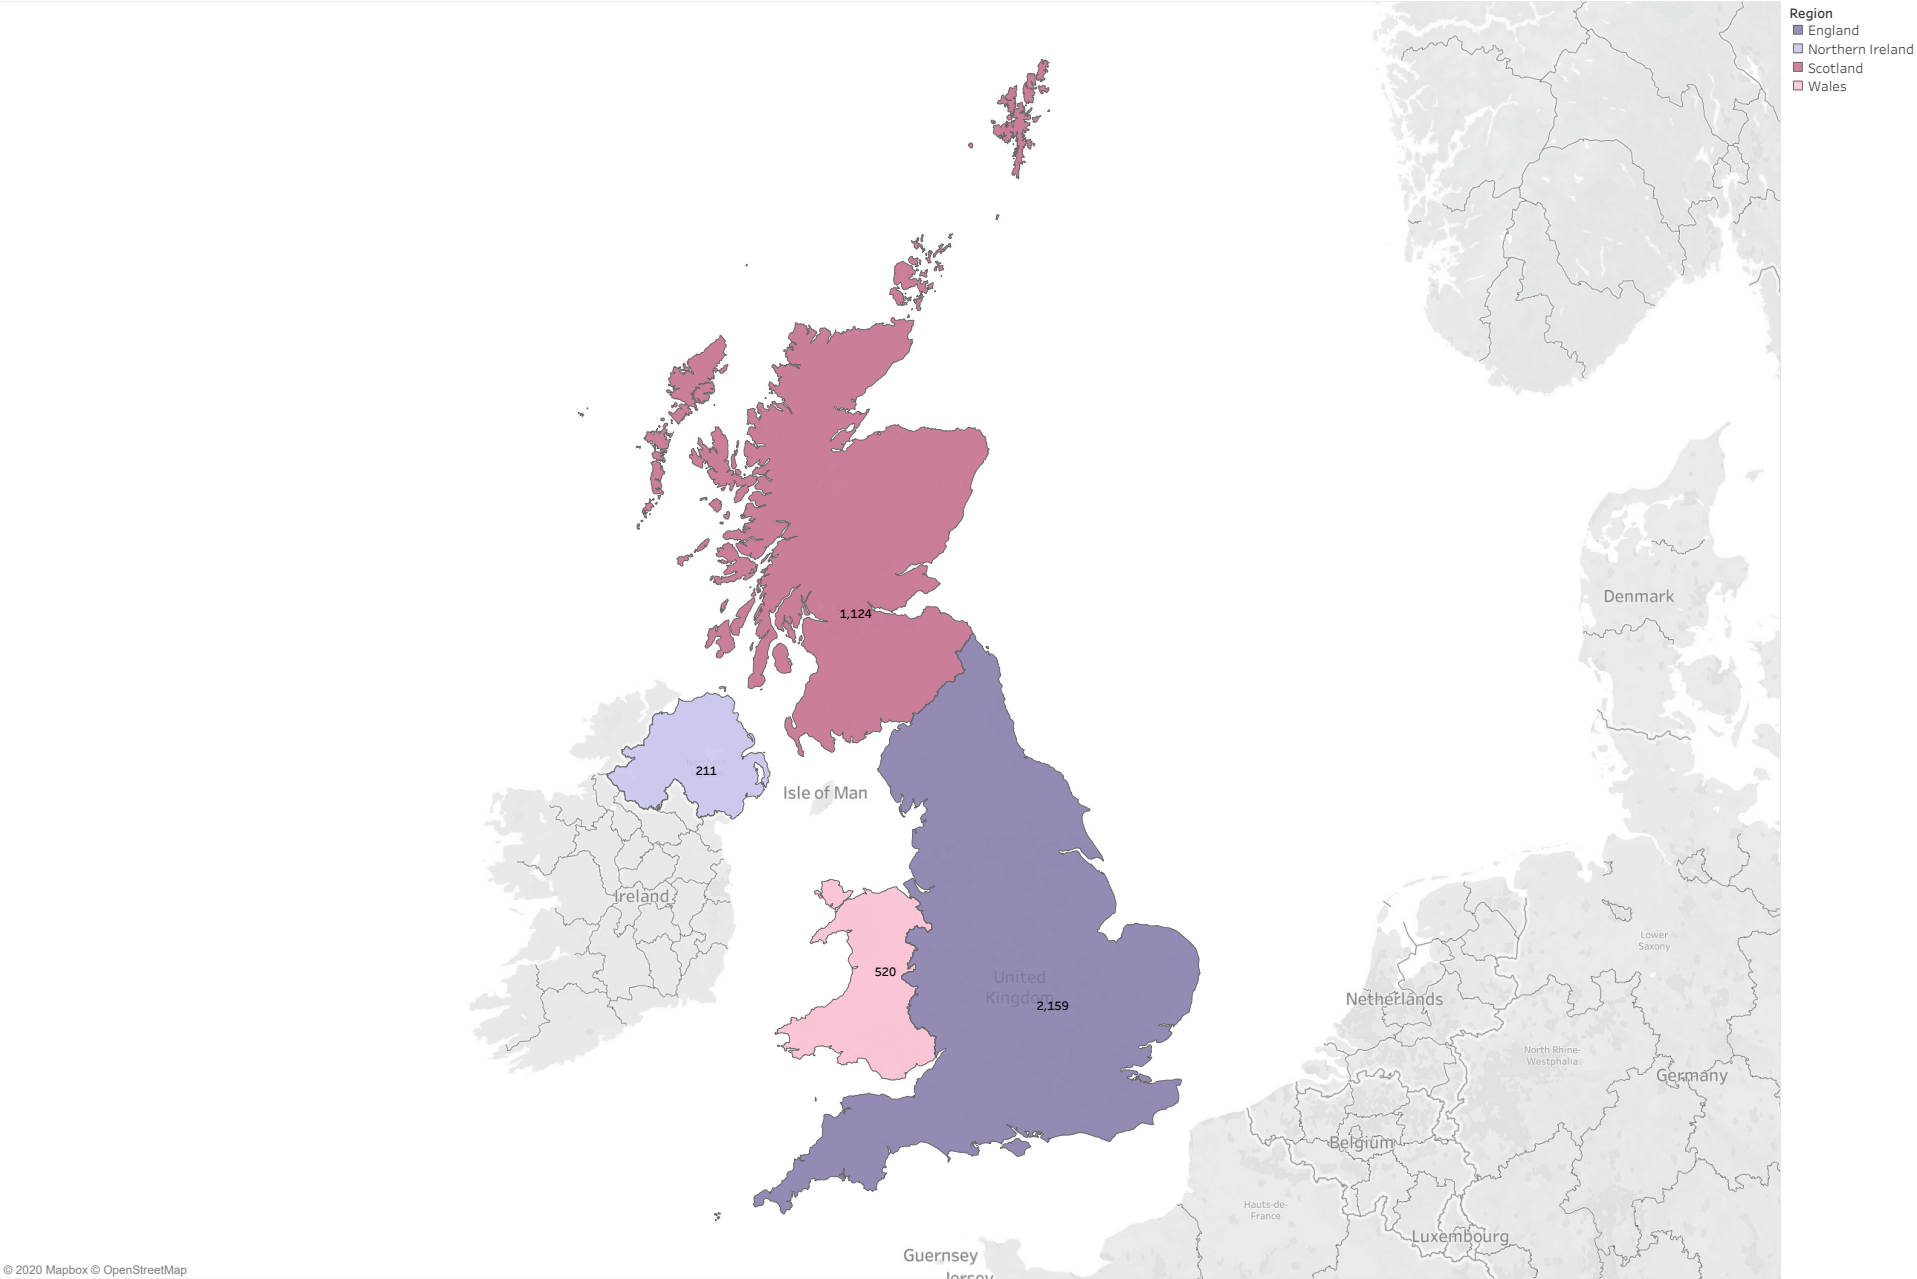 Region
England
Northern Ireland
Scotland
Wales
1,124
Denmark
211
Isle of Man
Ireland
520
United
Kingdom
2,159
Lower
Saxony
Netherlands
North Rhine-
Westphalia
Germany
Belgium
Hauts-de-
France
Luxembourg
Guernsey
Jersey
© 2020 Mapbox © OpenStreetMap